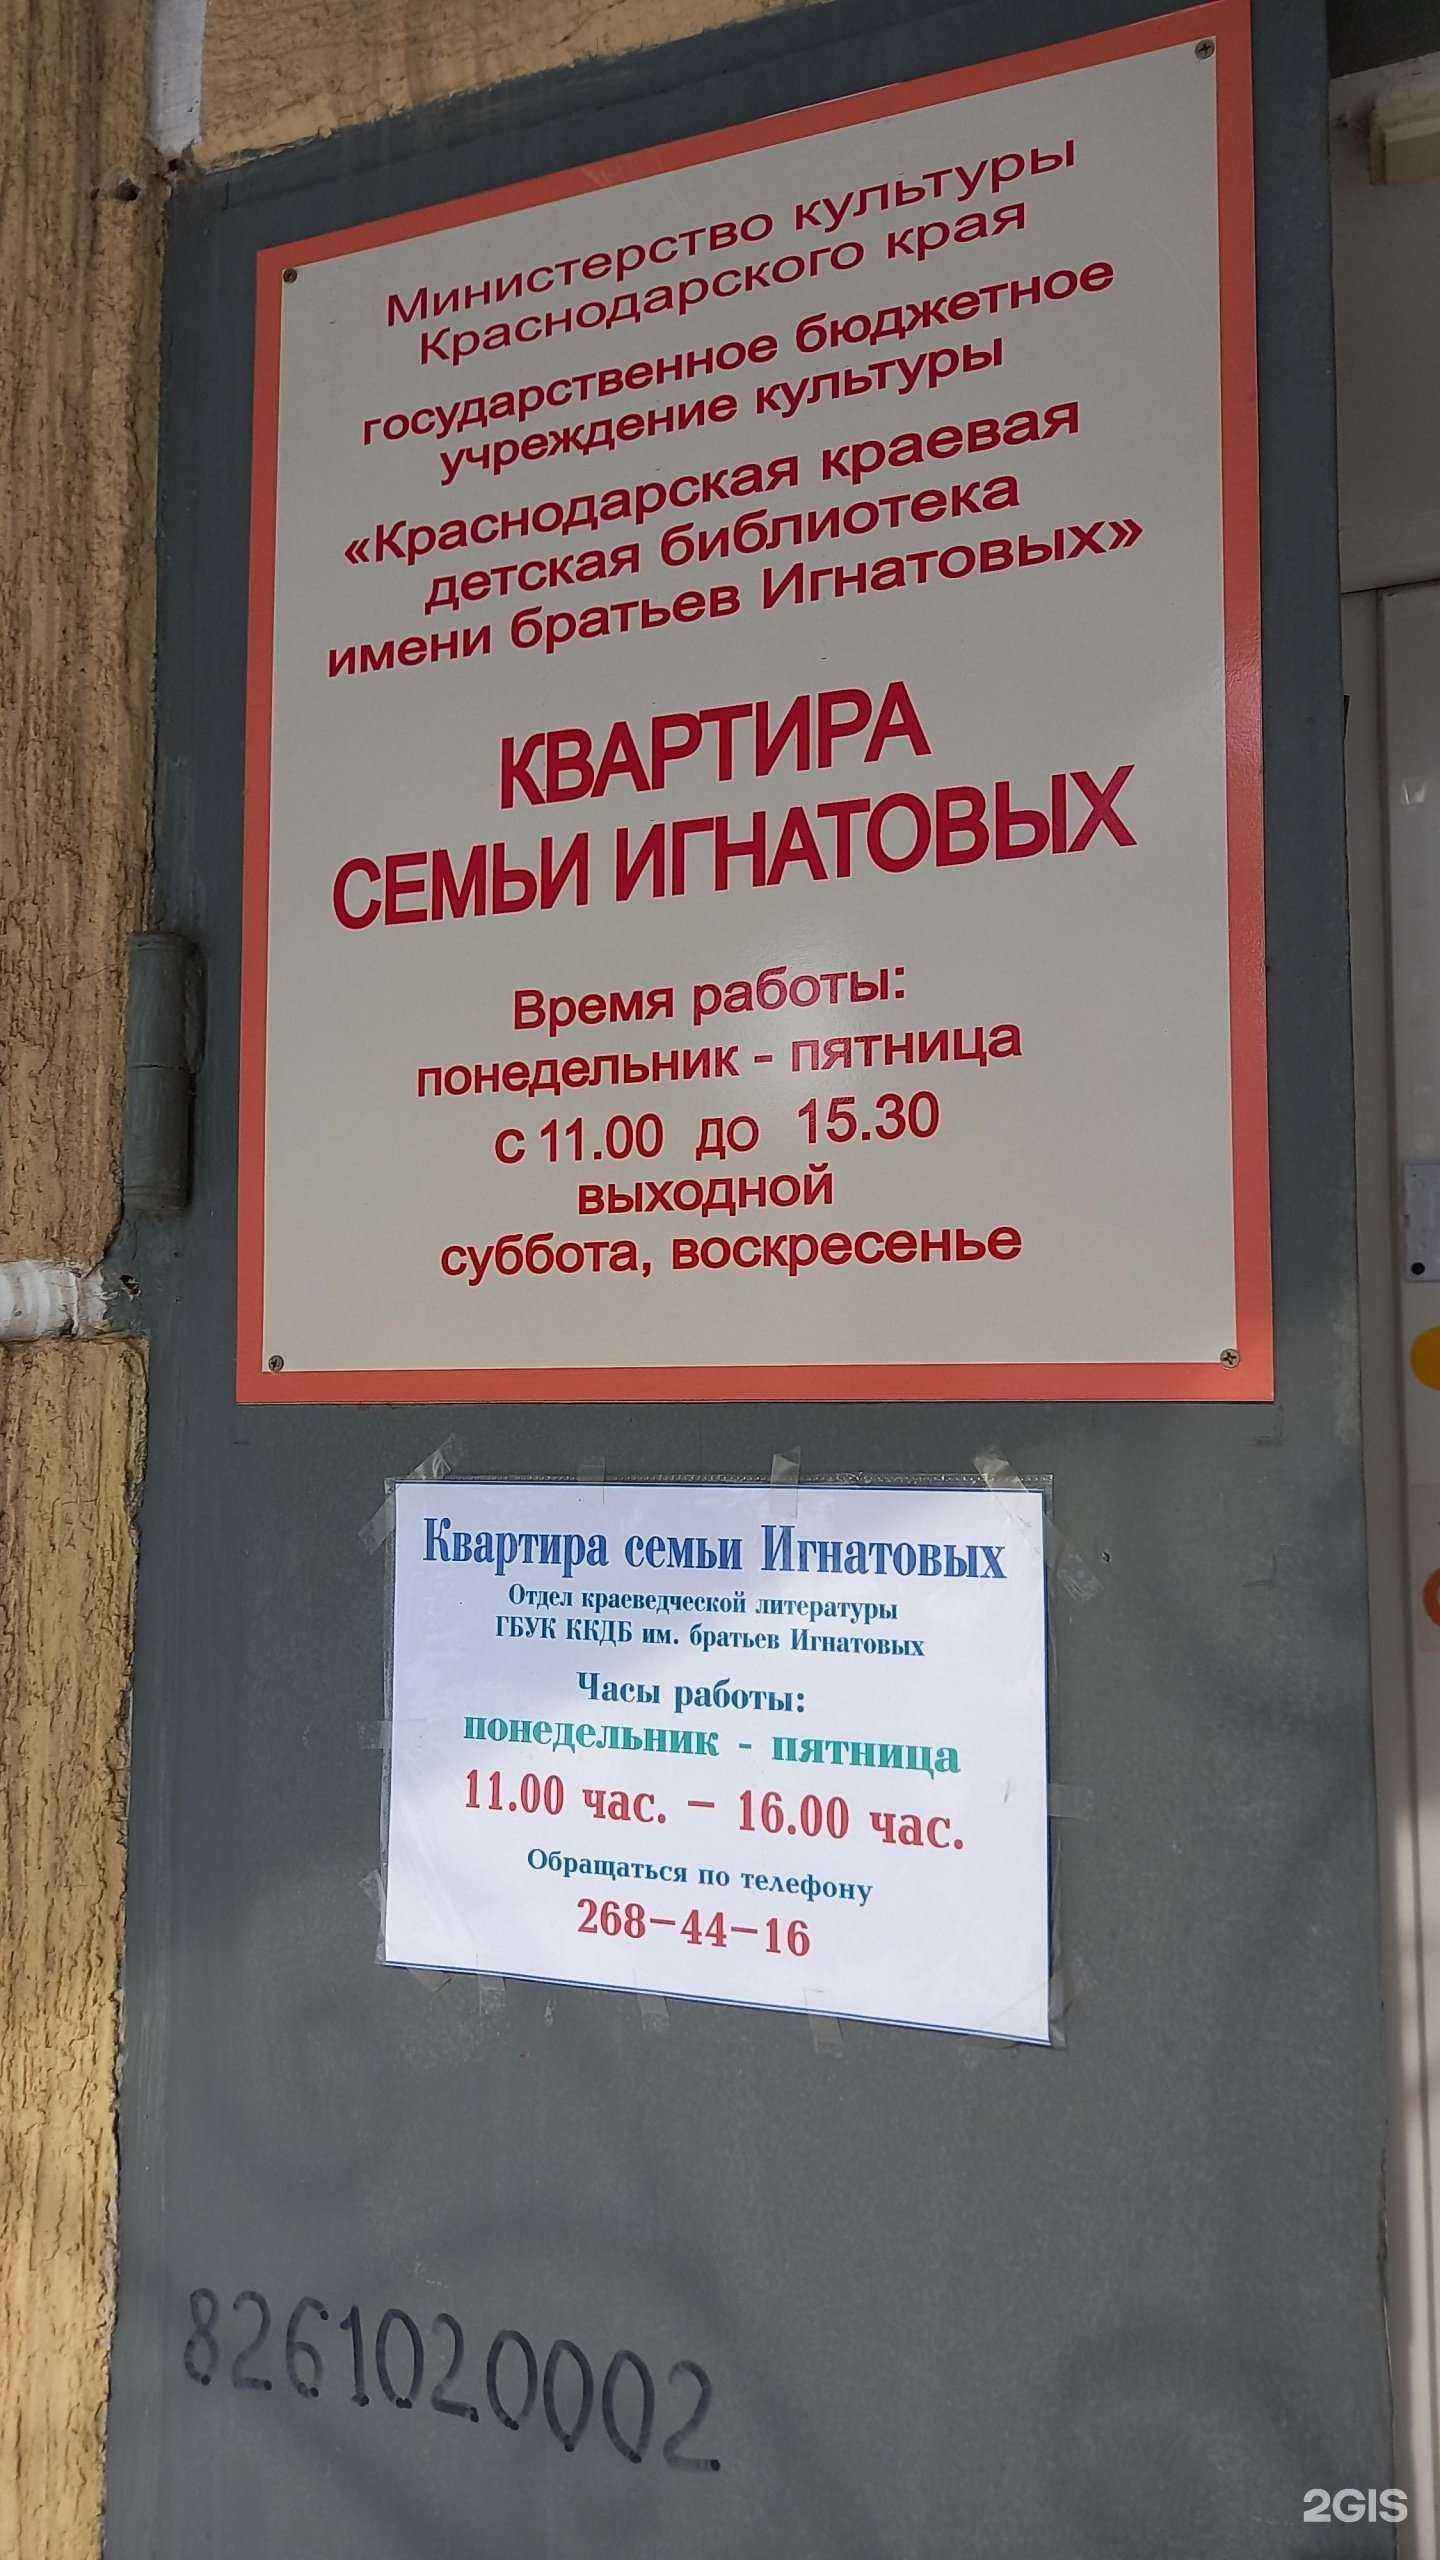 Министерство культуры
Краснодарского края
государственное бюджетное
учреждение культуры
«Краснодарская краевая
детская библиотека
имени братьев Игнатовых»
КВАРТИРА
СЕМЬИ ИГНАТОВЫХ
Время работы:
понедельник - пятница
с 11.00 до 15.30
выходной
суббота, воскресенье
Квартира семьи Игнатовых
Отдел краеведческой литературы
ГБУК ККДБ им. братьев Игнатовых
Часы работы:
понедельник - пятница
11.00 час. – 16.00 час.
Обращаться по телефону
268–44–16
8261020002
2GIS